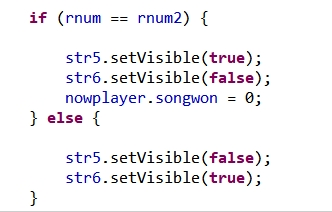 if (rnum == rnum2) {
str5.setVisible(true);
str6.setVisible(false);
nowplayer.songwon = 0;
} else {
str5.setVisible(false);
str6.setVisible(true);
}